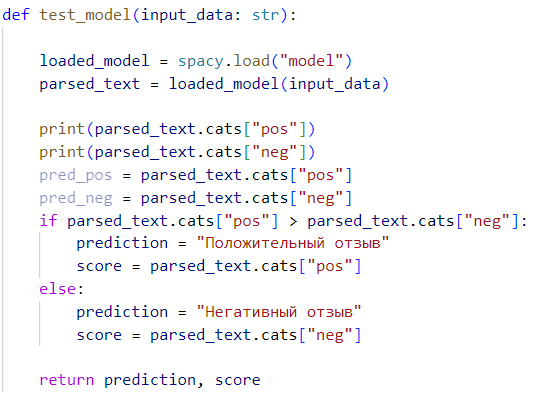 def test_model(input_data: str):
    loaded_model = spacy.load("model")
    parsed_text = loaded_model(input_data)
    print(parsed_text.cats["pos"])
    print(parsed_text.cats["neg"])
    pred_pos = parsed_text.cats["pos"]
    pred_neg = parsed_text.cats["neg"]
    if parsed_text.cats["pos"] > parsed_text.cats["neg"]:
        prediction = "Положительный отзыв"
        score = parsed_text.cats["pos"]
    else:
        prediction = "Негативный отзыв"
        score = parsed_text.cats["neg"]
    return prediction, score